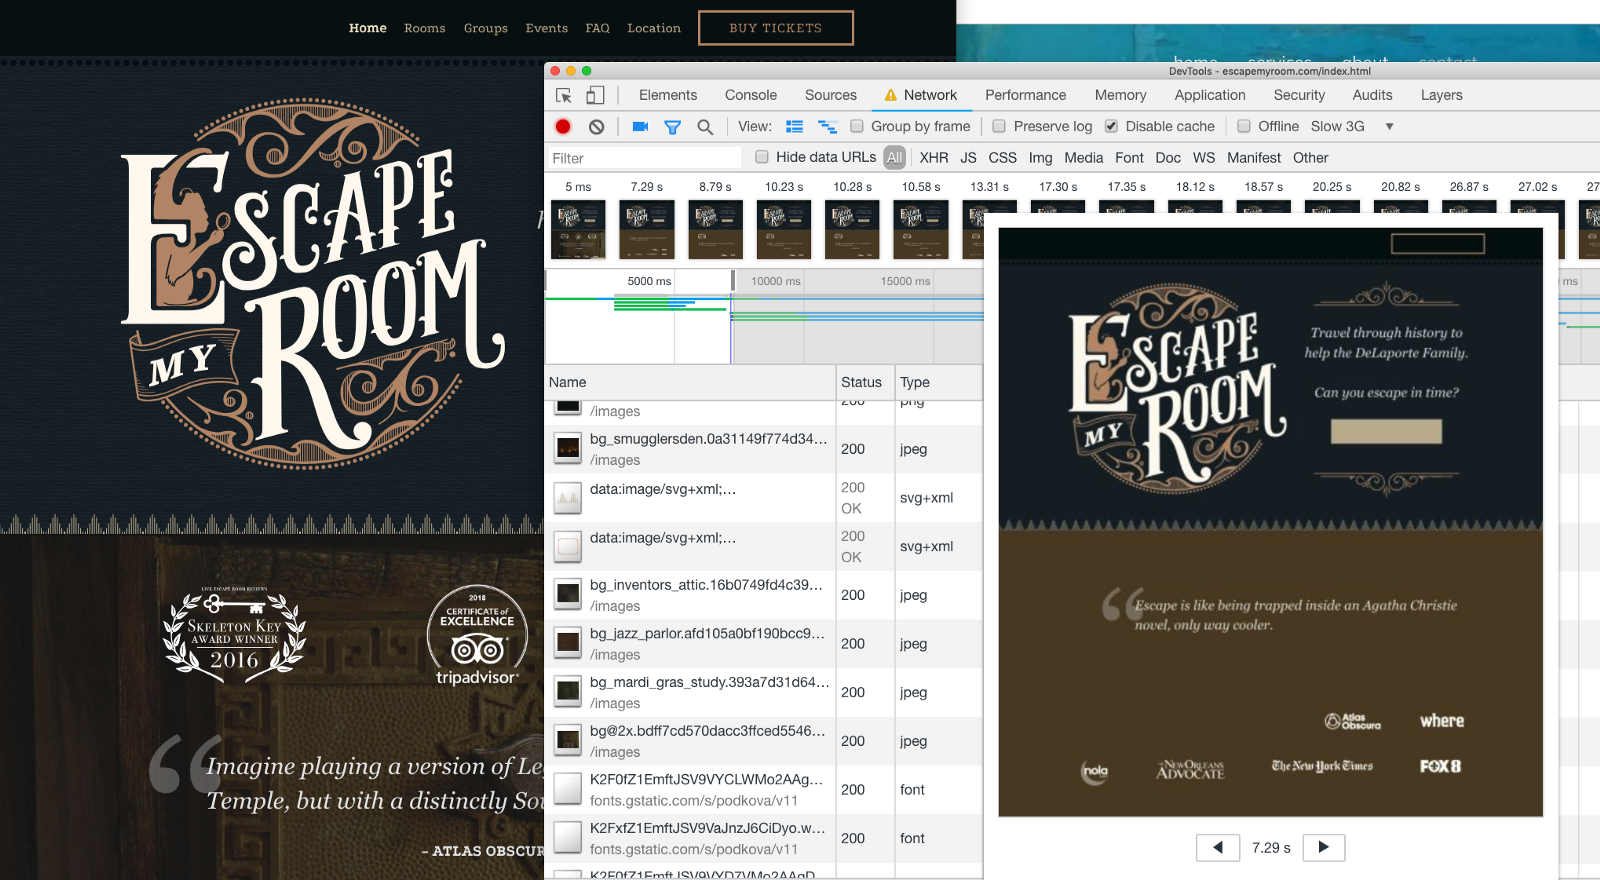 Home Rooms Groups Events FAQ Location BUY TICKETS
home services about contact
ESCAPE
MY
ROOM
LIVE ESCAPE ROOM REVIEWS
SKELETON KEY
AWARD WINNER
2016
2018
CERTIFICATE of
EXCELLENCE
tripadvisor®
Imagine playing a version of Le
Temple, but with a distinctly Sou
– ATLAS OBSCUR
DevTools - escapemyroom.com/index.html
Elements Console Sources Network Performance Memory Application Security Audits Layers
View: Group by frame Preserve log Disable cache Offline Slow 3G
Filter Hide data URLs All XHR JS CSS Img Media Font Doc WS Manifest Other
5 ms 7.29 s 8.79 s 10.23 s 10.28 s 10.58 s 13.31 s 17.30 s 17.35 s 18.12 s 18.57 s 20.25 s 20.82 s 26.87 s 27.02 s 27
5000 ms 10000 ms 15000 ms ms
Name Status Type
/images 200 png
bg_smugglersden.0a31149f774d34... 200 jpeg
/images
data:image/svg+xml;... 200 OK svg+xml
data:image/svg+xml;... 200 OK svg+xml
bg_inventors_attic.16b0749fd4c39... 200 jpeg
/images
bg_jazz_parlor.afd105a0bf190bcc9... 200 jpeg
/images
bg_mardi_gras_study.393a7d31d64... 200 jpeg
/images
bg@2x.bdff7cd570dacc3ffced5546... 200 jpeg
/images
K2F0fZ1EmftJSV9VYCLWMo2AAg... 200 font
fonts.gstatic.com/s/podkova/v11
K2FxfZ1EmftJSV9VaJnzJ6CiDyo.w... 200 font
fonts.gstatic.com/s/podkova/v11
K2F0fZ1EmftJSV9VYD7VMo2AAgD
ESCAPE
MY
ROOM
Travel through history to
help the DeLaporte Family.
Can you escape in time?
Escape is like being trapped inside an Agatha Christie
novel, only way cooler.
Atlas Obscura where
nola THE NEW ORLEANS ADVOCATE The New York Times FOX 8
7.29 s